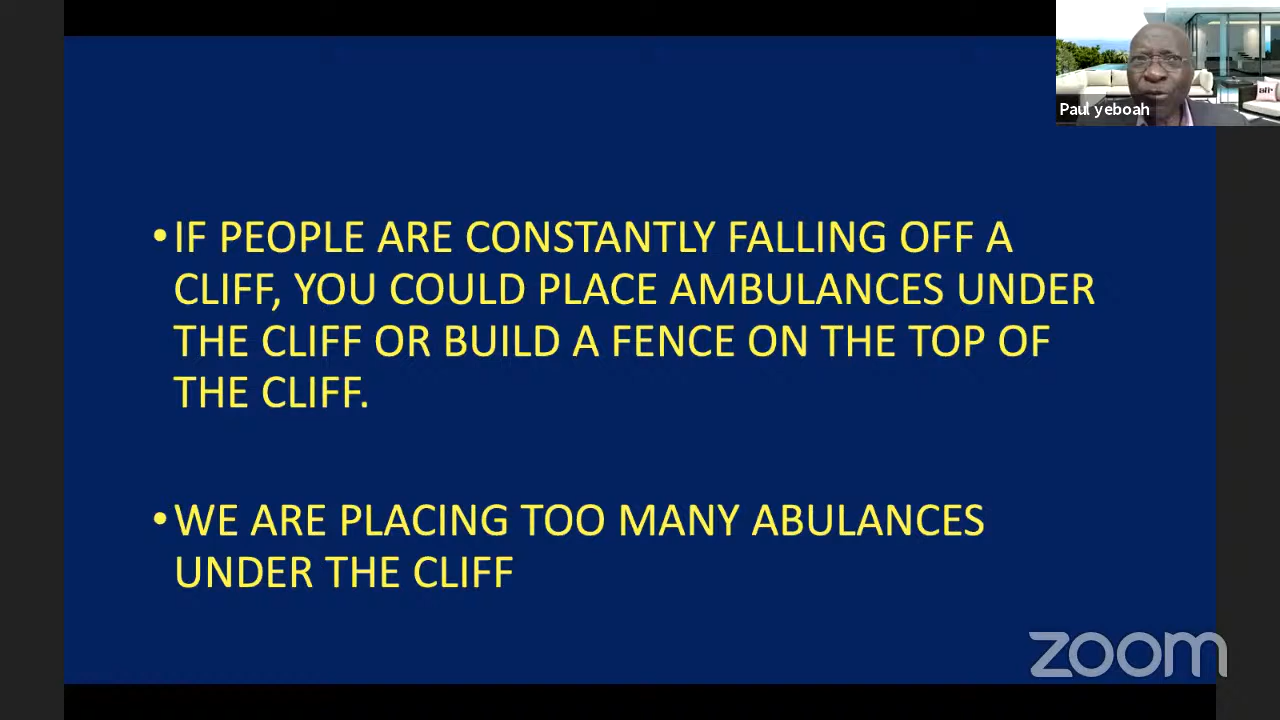 Paul yeboah
•IF PEOPLE ARE CONSTANTLY FALLING OFF A
CLIFF, YOU COULD PLACE AMBULANCES UNDER
THE CLIFF OR BUILD A FENCE ON THE TOP OF
THE CLIFF.
•WE ARE PLACING TOO MANY ABULANCES
UNDER THE CLIFF
zoom